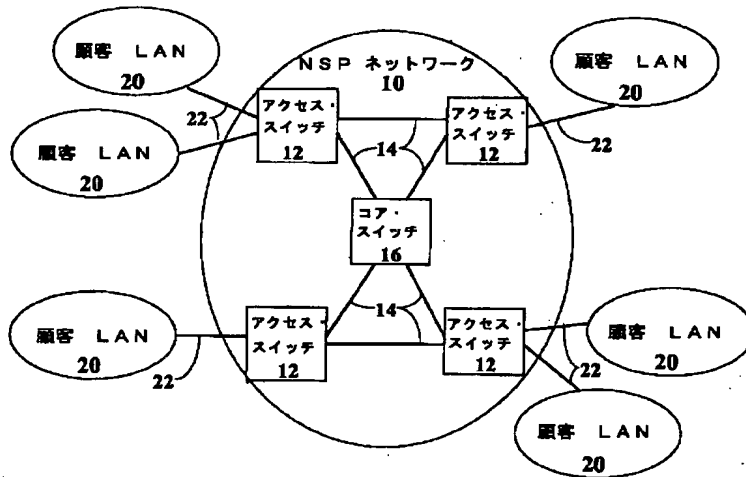 顧客 LAN
20
NSP ネットワーク
10
顧客 LAN
20
22
アクセス・
スイッチ
12
アクセス・
スイッチ
12
22
顧客 LAN
20
14
コア・
スイッチ
16
顧客 LAN
20
22
アクセス・
スイッチ
12
14
アクセス・
スイッチ
12
顧客 LAN
20
22
顧客 LAN
20